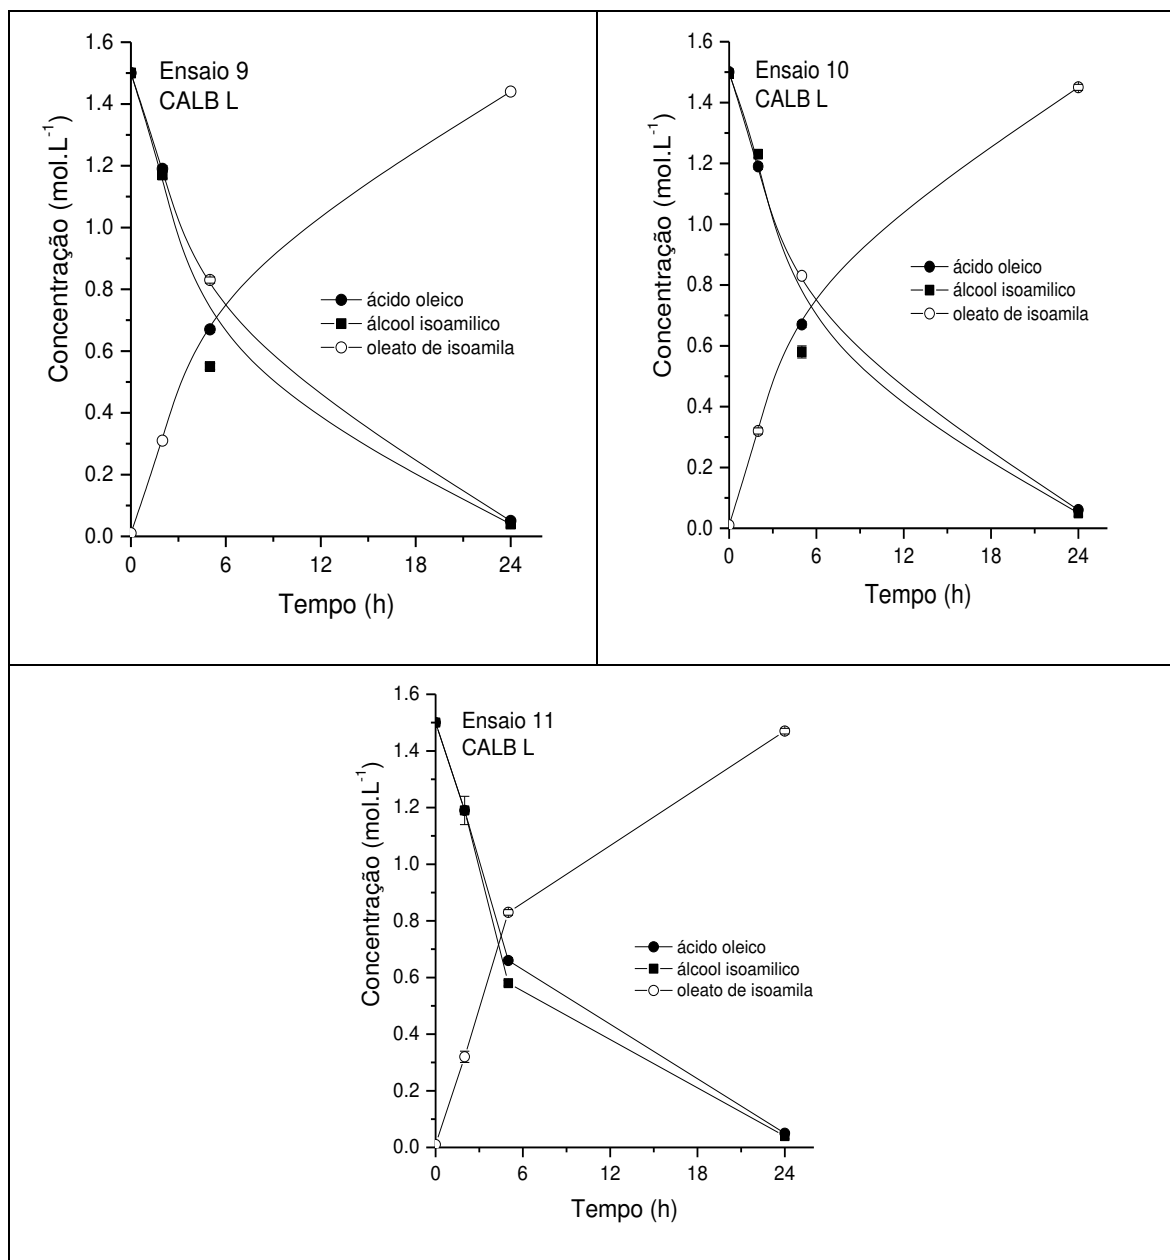 Ensaio 9
CALB L
Concentração (mol.L⁻¹)
1.6
1.4
1.2
1.0
0.8
0.6
0.4
0.2
0.0
ácido oleico
álcool isoamilico
oleato de isoamila
0 6 12 18 24
Tempo (h)
Ensaio 10
CALB L
Concentração (mol.L⁻¹)
1.6
1.4
1.2
1.0
0.8
0.6
0.4
0.2
0.0
ácido oleico
álcool isoamilico
oleato de isoamila
0 6 12 18 24
Tempo (h)
Ensaio 11
CALB L
Concentração (mol.L⁻¹)
1.6
1.4
1.2
1.0
0.8
0.6
0.4
0.2
0.0
ácido oleico
álcool isoamilico
oleato de isoamila
0 6 12 18 24
Tempo (h)